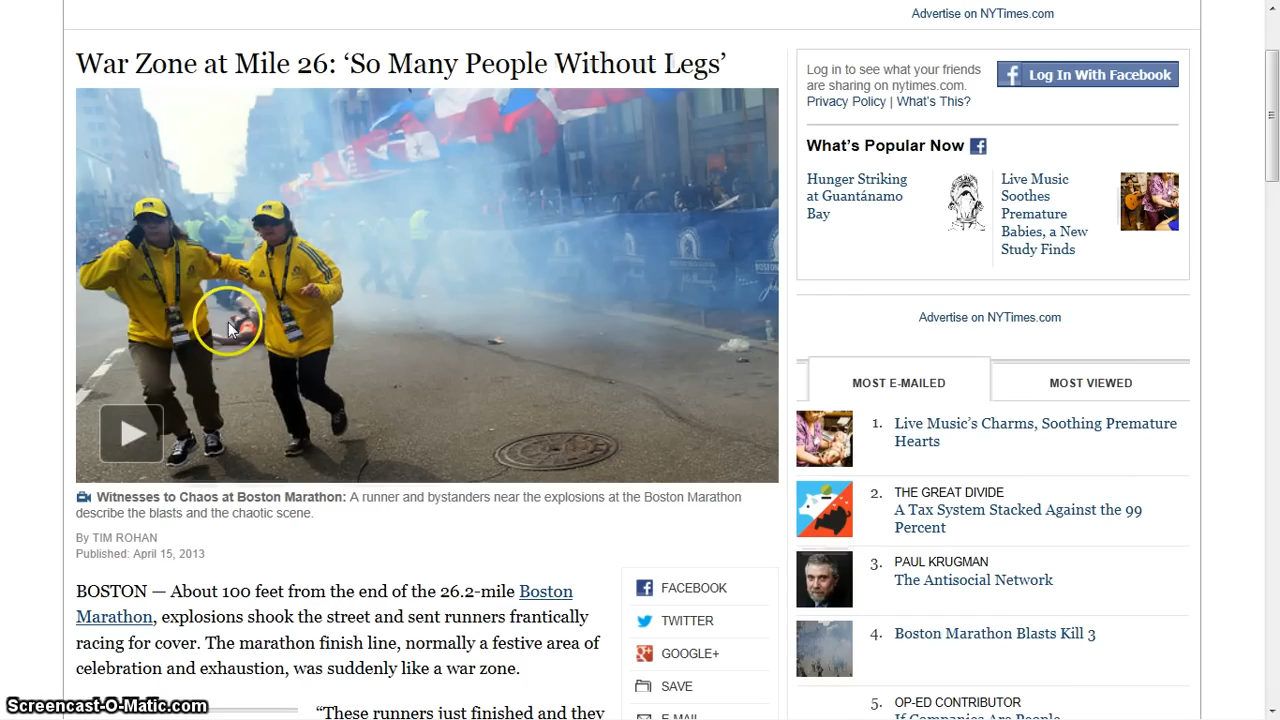 Advertise on NYTimes.com
War Zone at Mile 26: ‘So Many People Without Legs’
Witnesses to Chaos at Boston Marathon: A runner and bystanders near the explosions at the Boston Marathon
describe the blasts and the chaotic scene.
By TIM ROHAN
Published: April 15, 2013
BOSTON — About 100 feet from the end of the 26.2-mile Boston
Marathon, explosions shook the street and sent runners frantically
racing for cover. The marathon finish line, normally a festive area of
celebration and exhaustion, was suddenly like a war zone.
“These runners just finished and they
FACEBOOK
TWITTER
GOOGLE+
SAVE
E-MAIL
Log in to see what your friends
are sharing on nytimes.com.
Privacy Policy | What’s This?
Log In With Facebook
What’s Popular Now
Hunger Striking
at Guantánamo
Bay
Live Music
Soothes
Premature
Babies, a New
Study Finds
Advertise on NYTimes.com
MOST E-MAILED
MOST VIEWED
1. Live Music’s Charms, Soothing Premature
Hearts
2. THE GREAT DIVIDE
A Tax System Stacked Against the 99
Percent
3. PAUL KRUGMAN
The Antisocial Network
4. Boston Marathon Blasts Kill 3
5. OP-ED CONTRIBUTOR
If Companies Are People
Screencast-O-Matic.com